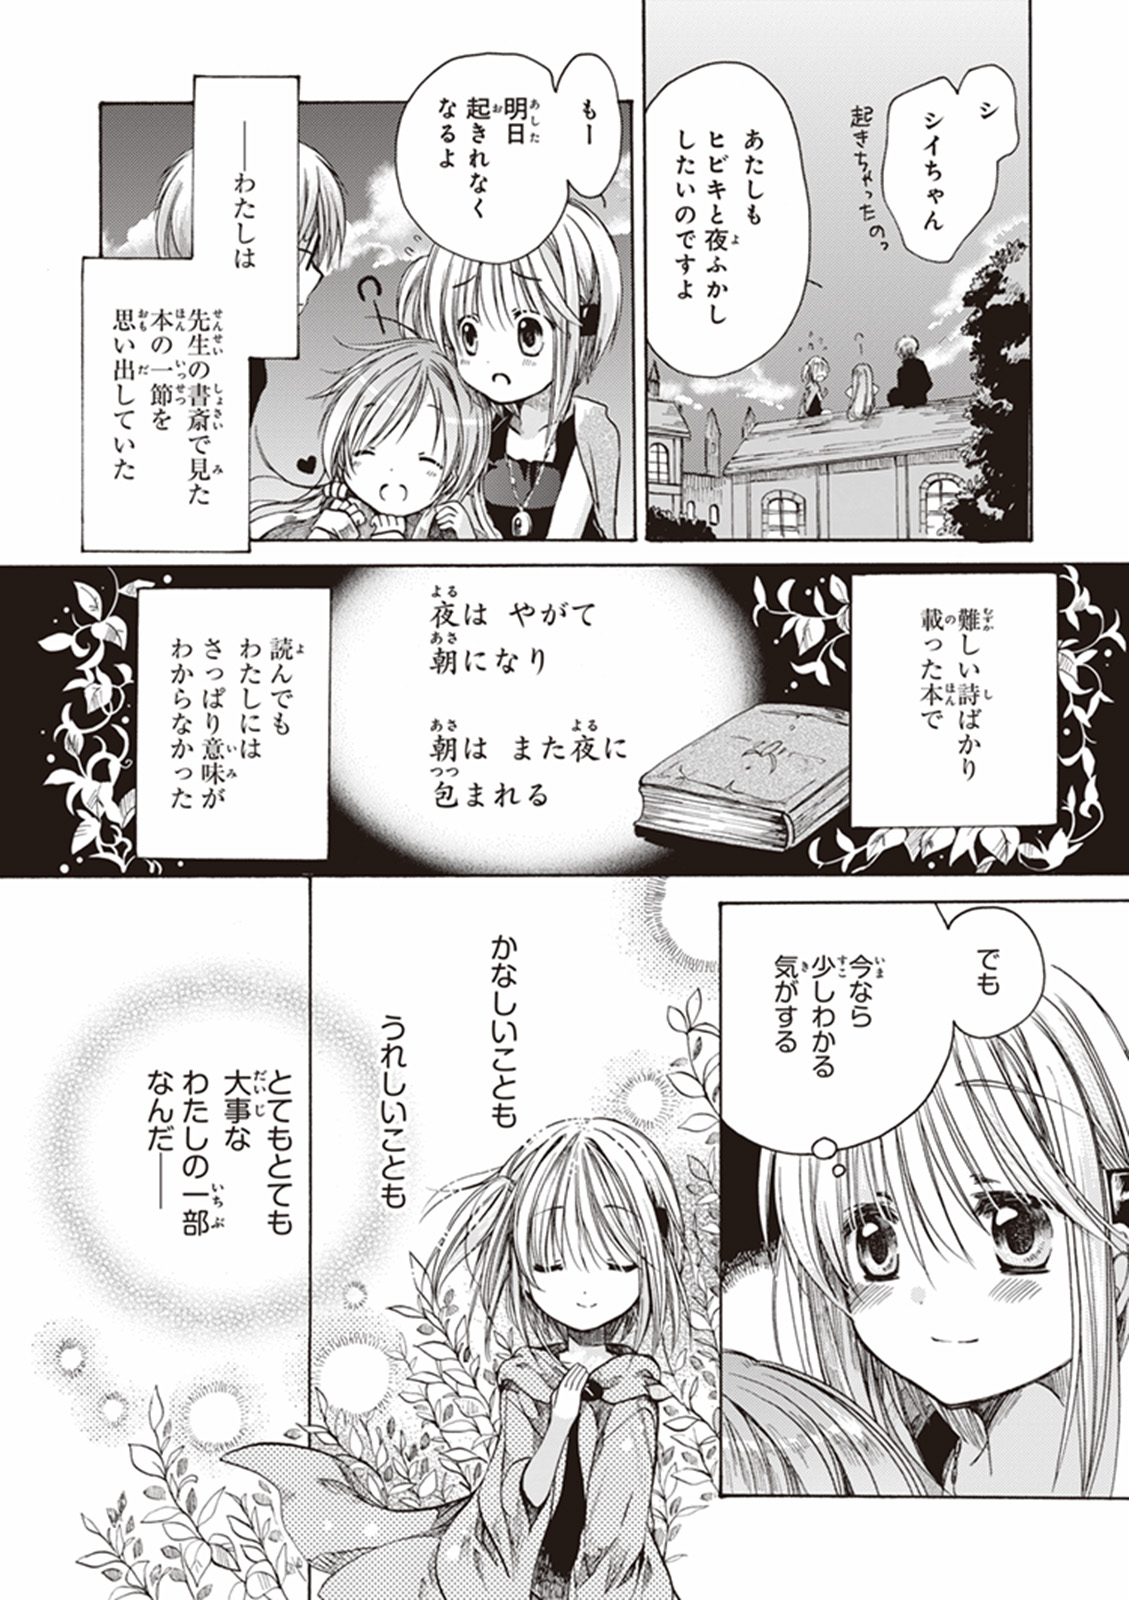 シ
シイちゃん
起きちゃったのっ
あたしも
ヒビキと夜ふかし
したいのですよ
もー
明日
起きれなく
なるよ
ぐー
──わたしは
先生の書斎で見た
本の一節を
思い出していた
難しい詩ばかり
載った本で
夜は やがて
朝になり
朝は また夜に
包まれる
読んでも
わたしには
さっぱり意味が
わからなかった
でも
今なら
少しわかる
気がする
かなしいことも
うれしいことも
とてもとても
大事な
わたしの一部
なんだ──